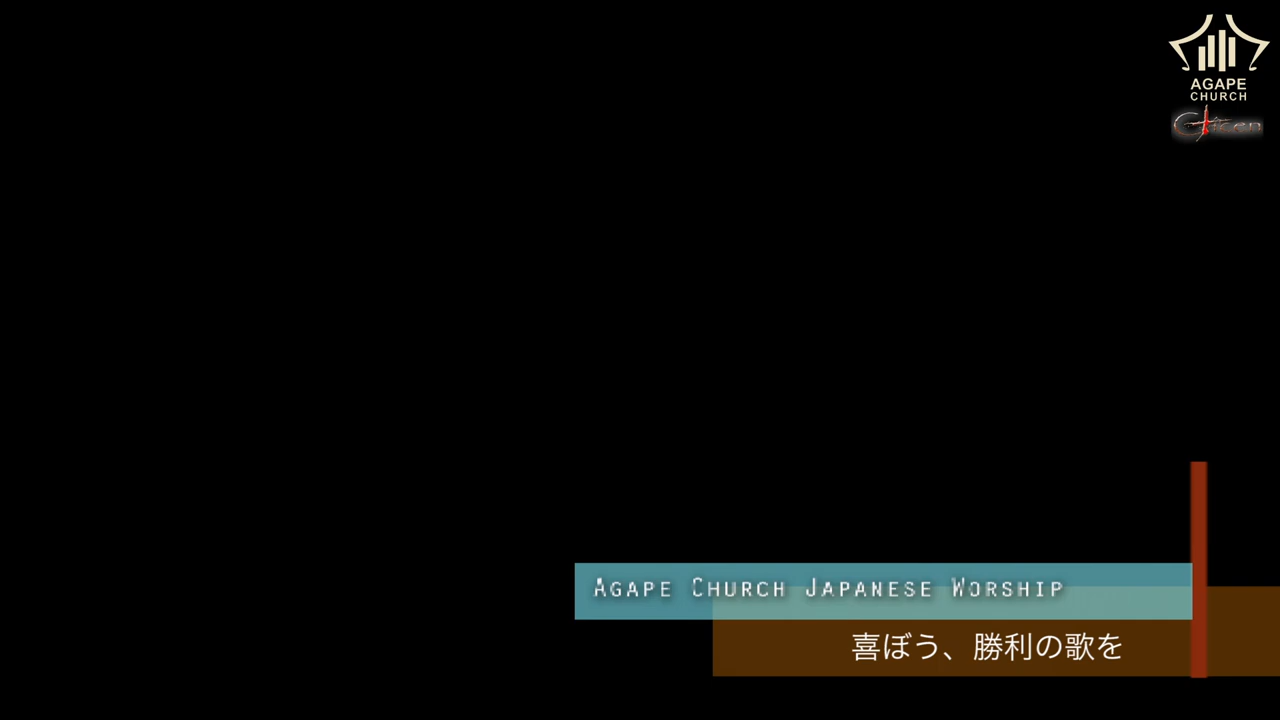 AGAPE
CHURCH
Agape Church Japanese Worship
喜ぼう、勝利の歌を